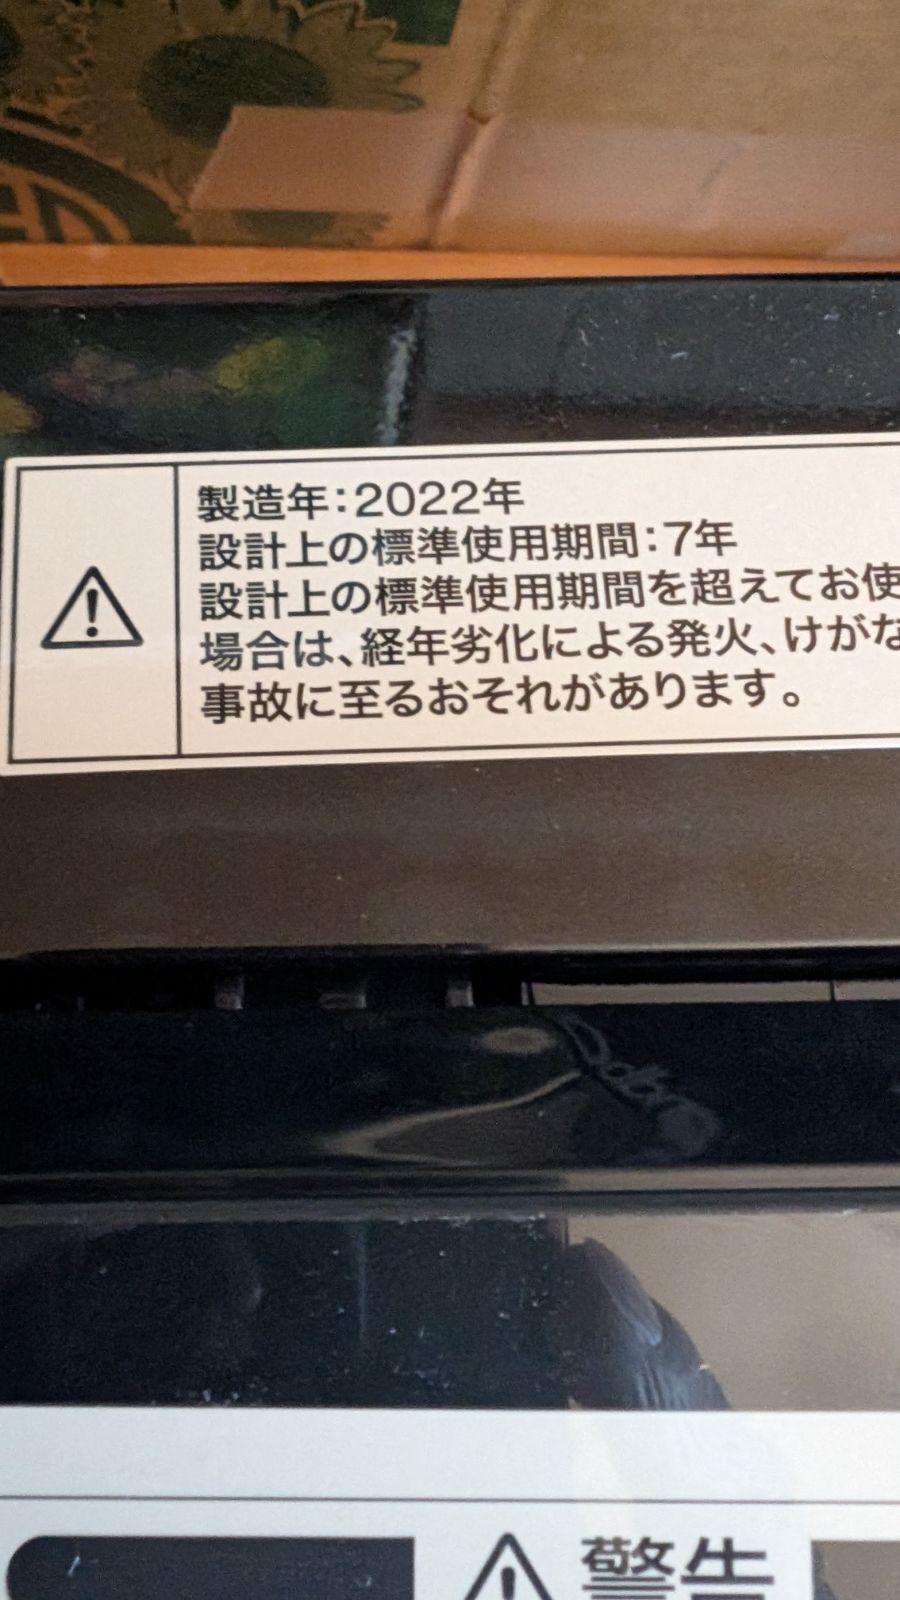 製造年:2022年
設計上の標準使用期間:7年
設計上の標準使用期間を超えてお使
場合は、経年劣化による発火、けがな
事故に至るおそれがあります。
警告